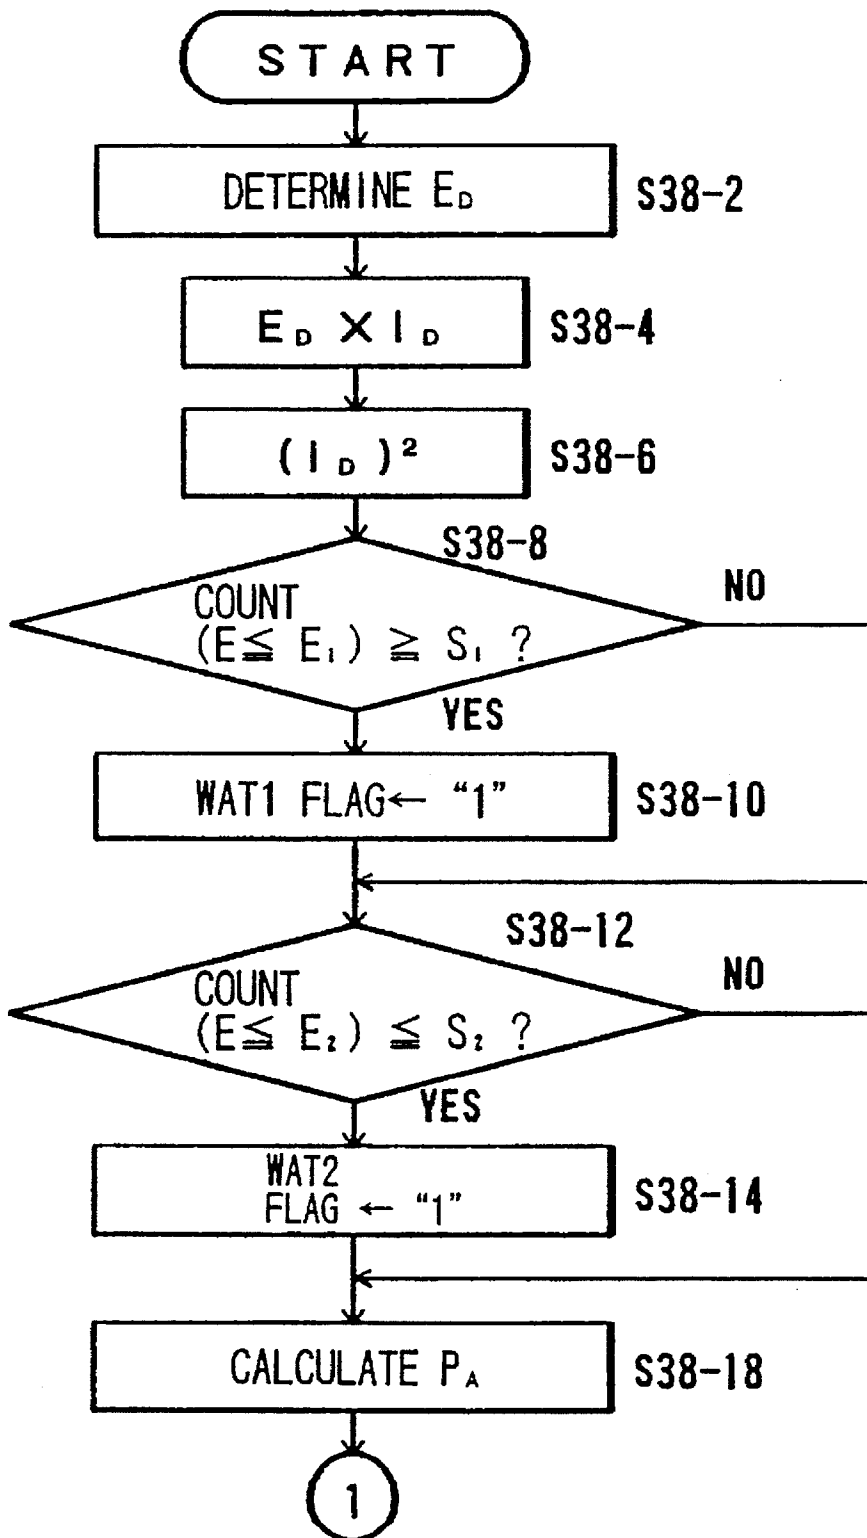 START
DETERMINE E_D
S38-2
E_D × I_D
S38-4
(I_D)²
S38-6
S38-8
COUNT
(E≦ E₁) ≧ S₁ ?
NO
YES
WAT1 FLAG← “1”
S38-10
S38-12
COUNT
(E≦ E₂) ≦ S₂ ?
NO
YES
WAT2
FLAG ← “1”
S38-14
CALCULATE P_A
S38-18
1